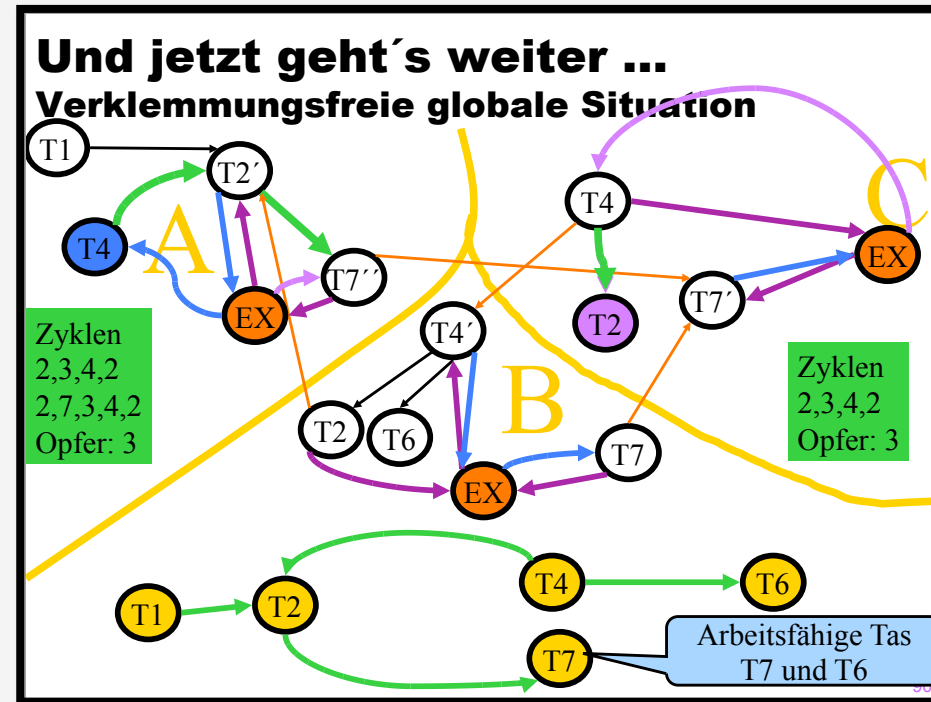 Und jetzt geht´s weiter ...
Verklemmungsfreie globale Situation
T1
T2´
T4
A
T7´´
EX
T4
C
EX
T7´
T2
T4´
B
T2
T6
T7
EX
Zyklen
2,3,4,2
2,7,3,4,2
Opfer: 3
Zyklen
2,3,4,2
Opfer: 3
T1
T2
T4
T6
T7
Arbeitsfähige Tas
T7 und T6